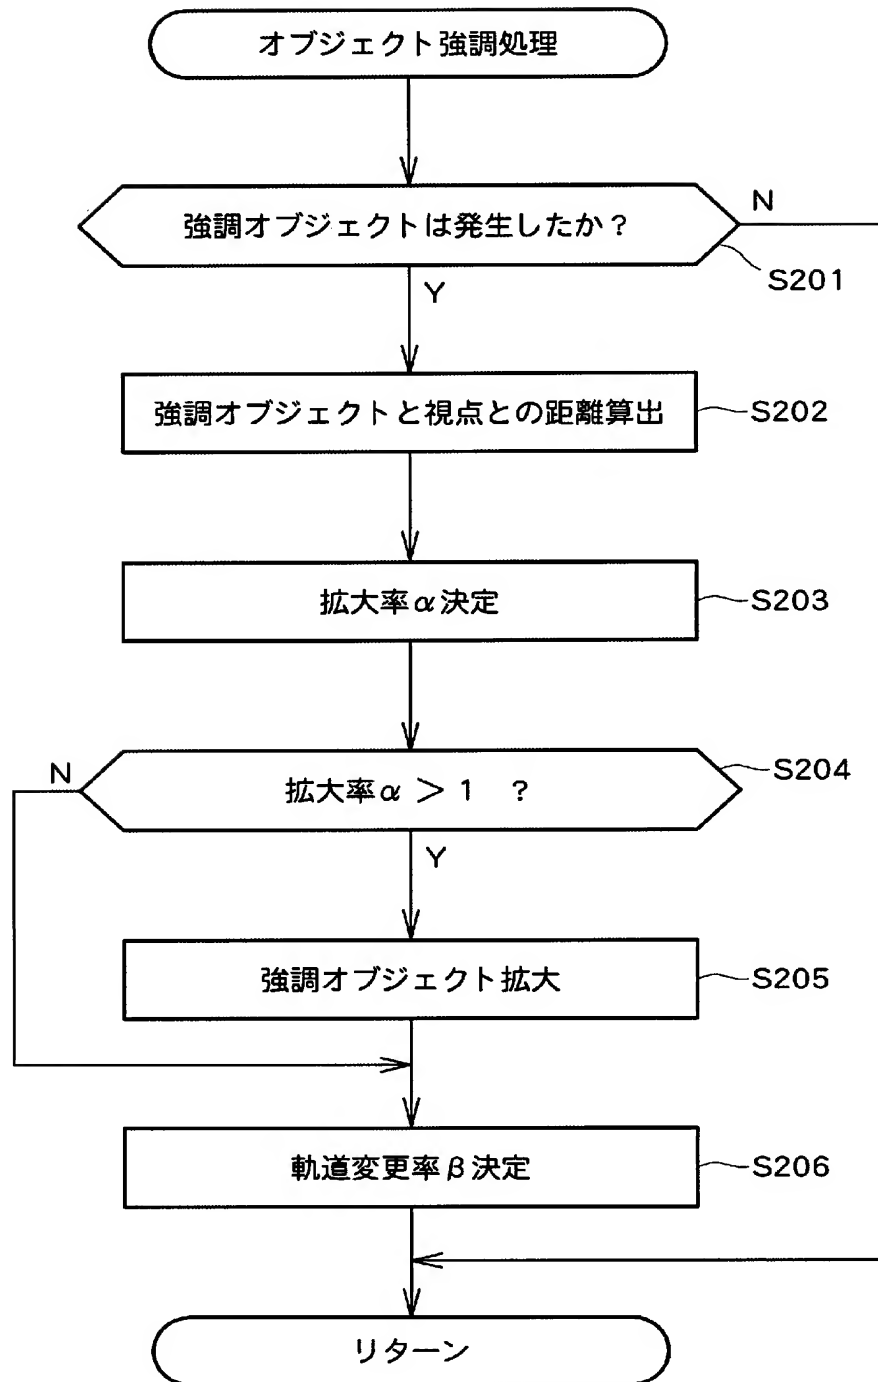 オブジェクト強調処理
強調オブジェクトは発生したか？
N
S201
Y
強調オブジェクトと視点との距離算出
S202
拡大率α決定
S203
N
拡大率α ＞ 1 ？
S204
Y
強調オブジェクト拡大
S205
軌道変更率β決定
S206
リターン